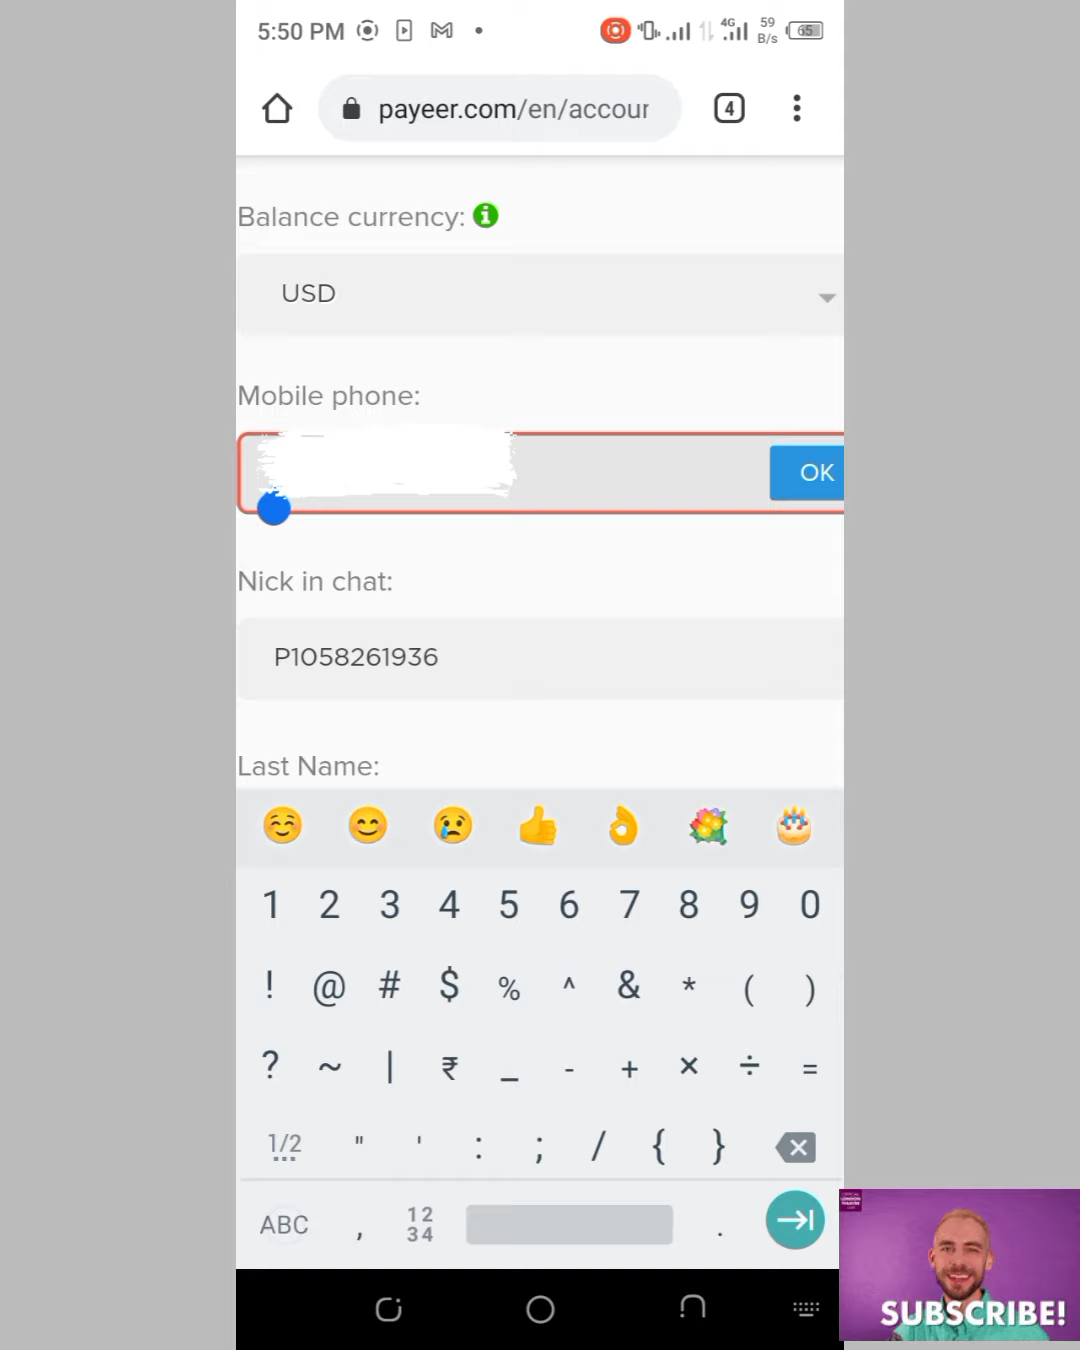 5:50 PM
4G
59
B/s
65
payeer.com/en/accour
4
Balance currency:
USD
Mobile phone:
OK
Nick in chat:
P1058261936
Last Name:
1 2 3 4 5 6 7 8 9 0
! @ # $ % ^ & * ( )
? ~ | ₹ _ - + × ÷ =
1/2 " ' : ; / { }
ABC , 12 34 .
SUBSCRIBE!